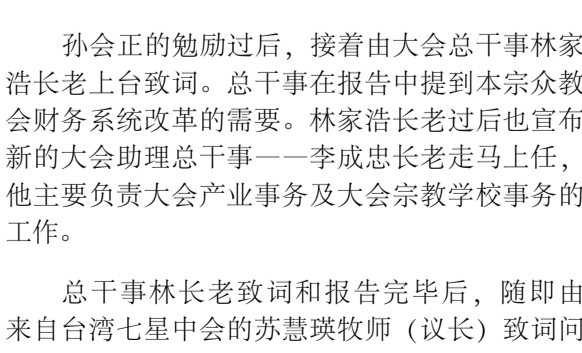 孙会正的勉励过后，接着由大会总干事林家
浩长老上台致词。总干事在报告中提到本宗众教
会财务系统改革的需要。林家浩长老过后也宣布
新的大会助理总干事——李成忠长老走马上任，
他主要负责大会产业事务及大会宗教学校事务的
工作。
总干事林长老致词和报告完毕后，随即由
来自台湾七星中会的苏慧瑛牧师（议长）致词问